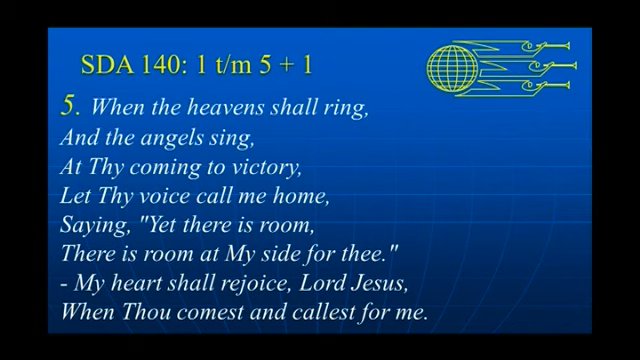 SDA 140: 1 t/m 5 + 1
5. When the heavens shall ring,
And the angels sing,
At Thy coming to victory,
Let Thy voice call me home,
Saying, "Yet there is room,
There is room at My side for thee."
- My heart shall rejoice, Lord Jesus,
When Thou comest and callest for me.